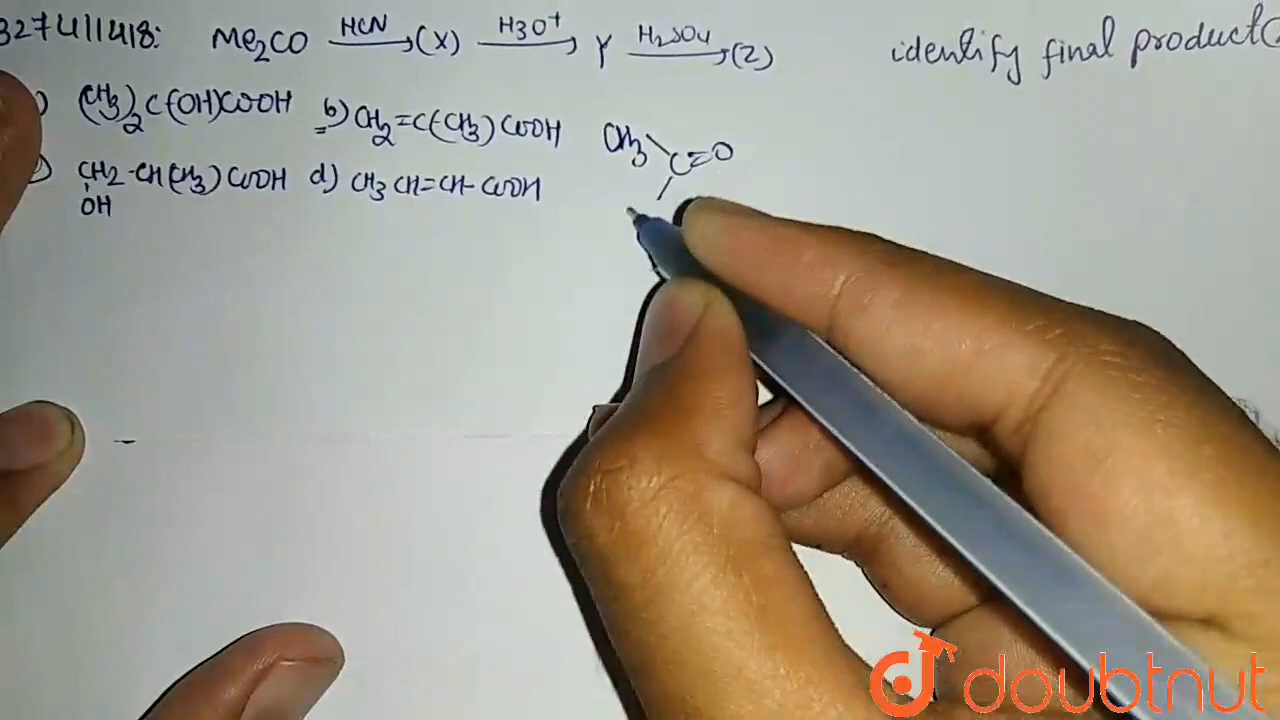 327411418: Me2CO HCN→ (X) H3O+→ Y H2SO4→ (Z) identify final product(
) (CH3)2C(OH)COOH b) CH2=C(CH3)COOH
) CH2-CH(CH3)COOH d) CH3CH=CH-COOH
OH
CH3
C=O
doubtnut